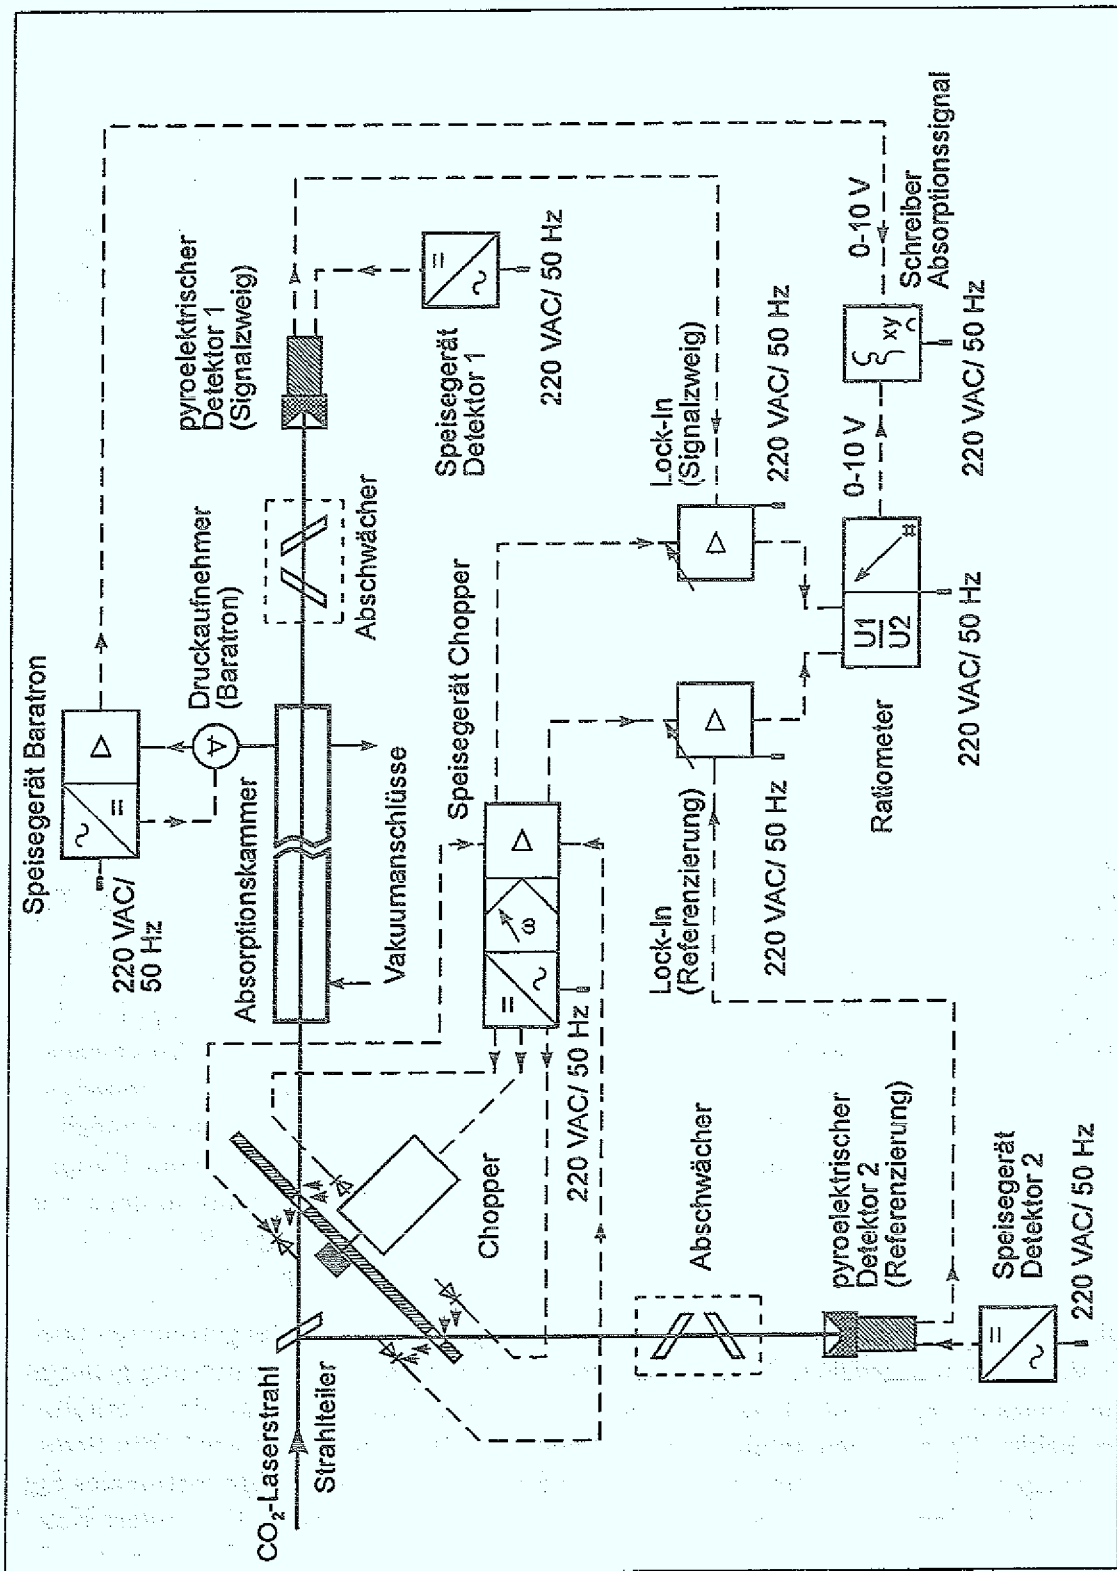 Speisegerät Baratron
220 VAC/
50 Hz
Druckaufnehmer
(Baratron)
A
Absorptionskammer
Vakuumanschlüsse
Abschwächer
pyroelektrischer
Detektor 1
(Signalzweig)
Speisegerät
Detektor 1
220 VAC/ 50 Hz
CO₂-Laserstrahl
Strahlteiler
Chopper
Speisegerät Chopper
ω
220 VAC/ 50 Hz
Lock-In
(Signalzweig)
220 VAC/ 50 Hz
Lock-In
(Referenzierung)
220 VAC/ 50 Hz
Abschwächer
pyroelektrischer
Detektor 2
(Referenzierung)
Speisegerät
Detektor 2
220 VAC/ 50 Hz
U1
U2
#
Ratiometer
220 VAC/ 50 Hz
0-10 V
0-10 V
xy
Schreiber
Absorptionssignal
220 VAC/ 50 Hz